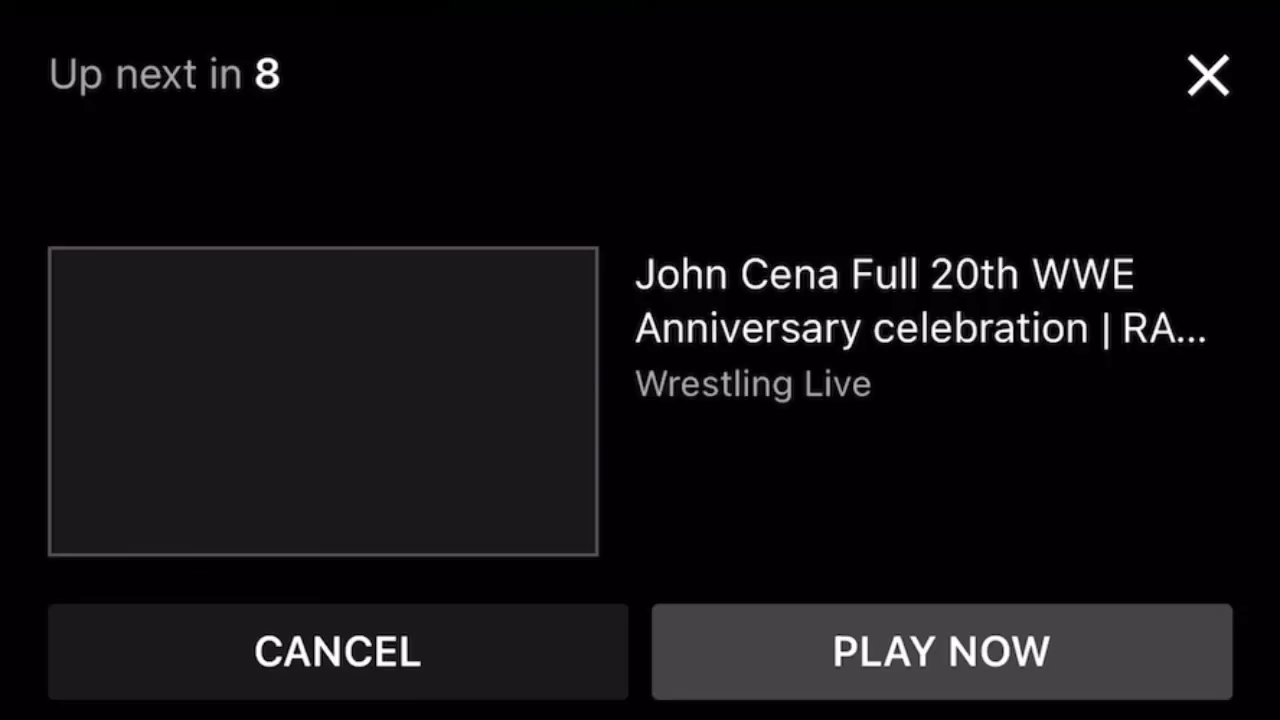 Up next in 8
John Cena Full 20th WWE
Anniversary celebration | RA...
Wrestling Live
CANCEL
PLAY NOW